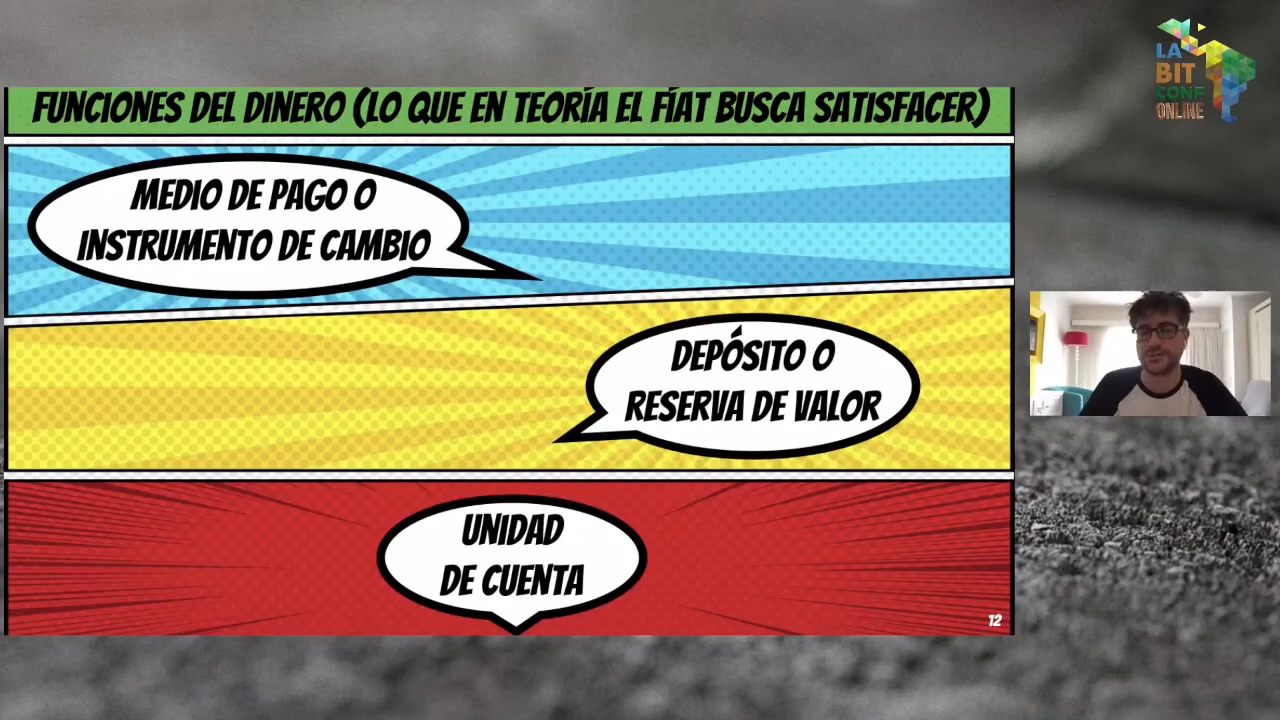 LA
BIT
CONF
ONLINE
FUNCIONES DEL DINERO (LO QUE EN TEORÍA EL FÍAT BUSCA SATISFACER)
MEDIO DE PAGO O
INSTRUMENTO DE CAMBIO
DEPÓSITO O
RESERVA DE VALOR
UNIDAD
DE CUENTA
12